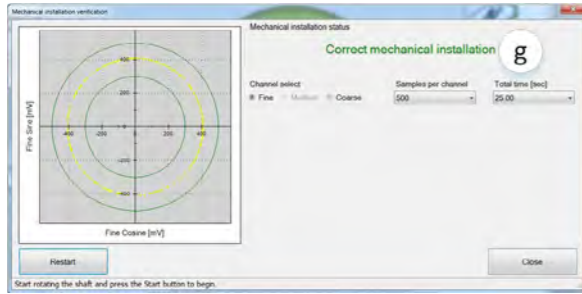 Mechanical installation verification
Mechanical installation status
Correct mechanical installation
g
Channel select
Samples per channel
Total time [sec]
Fine Medium Coarse
500
25.00
Fine Sine [mV]
400
200
0
-200
-400
-400 -200 0 200 400
Fine Cosine [mV]
Restart
Close
Start rotating the shaft and press the Start button to begin.